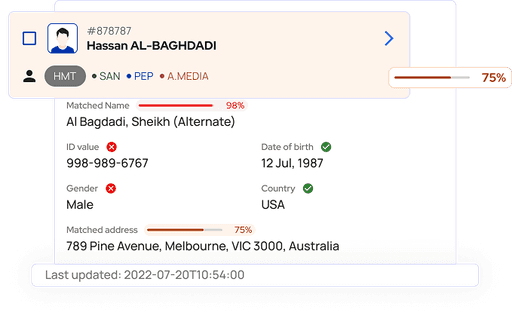 #878787
Hassan AL-BAGHDADI
HMT SAN PEP A.MEDIA
75%
Matched Name 98%
Al Bagdadi, Sheikh (Alternate)
ID value Date of birth
998-989-6767 12 Jul, 1987
Gender Country
Male USA
Matched address 75%
789 Pine Avenue, Melbourne, VIC 3000, Australia
Last updated: 2022-07-20T10:54:00